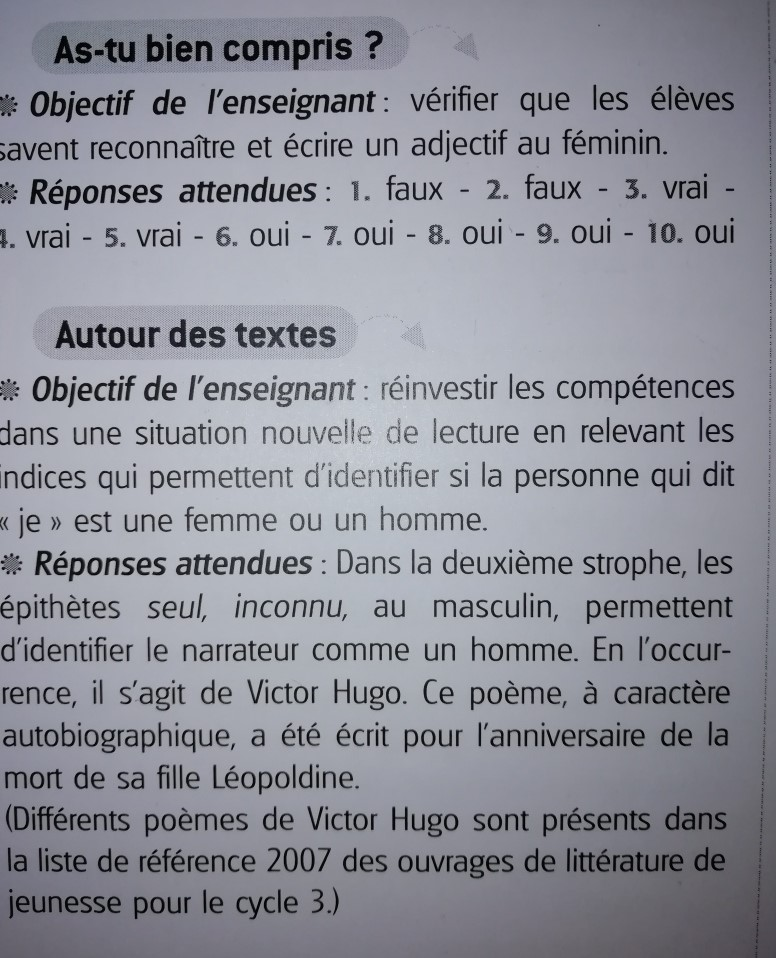 As-tu bien compris ?
Objectif de l'enseignant : vérifier que les élèves
savent reconnaître et écrire un adjectif au féminin.
Réponses attendues : 1. faux - 2. faux - 3. vrai -
4. vrai - 5. vrai - 6. oui - 7. oui - 8. oui - 9. oui - 10. oui
Autour des textes
Objectif de l'enseignant : réinvestir les compétences
dans une situation nouvelle de lecture en relevant les
indices qui permettent d'identifier si la personne qui dit
« je » est une femme ou un homme.
Réponses attendues : Dans la deuxième strophe, les
épithètes seul, inconnu, au masculin, permettent
d'identifier le narrateur comme un homme. En l'occur-
rence, il s'agit de Victor Hugo. Ce poème, à caractère
autobiographique, a été écrit pour l'anniversaire de la
mort de sa fille Léopoldine.
(Différents poèmes de Victor Hugo sont présents dans
la liste de référence 2007 des ouvrages de littérature de
jeunesse pour le cycle 3.)